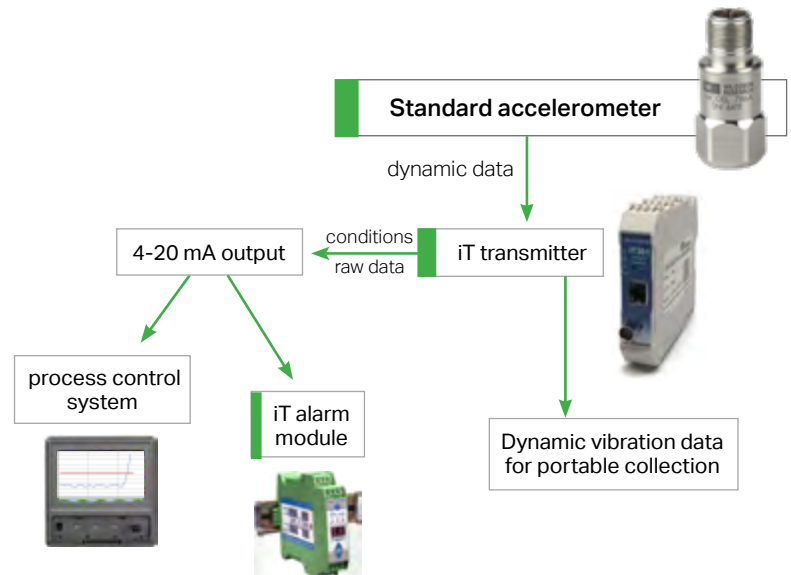 Standard accelerometer
dynamic data
4-20 mA output
conditions
raw data
iT transmitter
process control
system
iT alarm
module
Dynamic vibration data
for portable collection